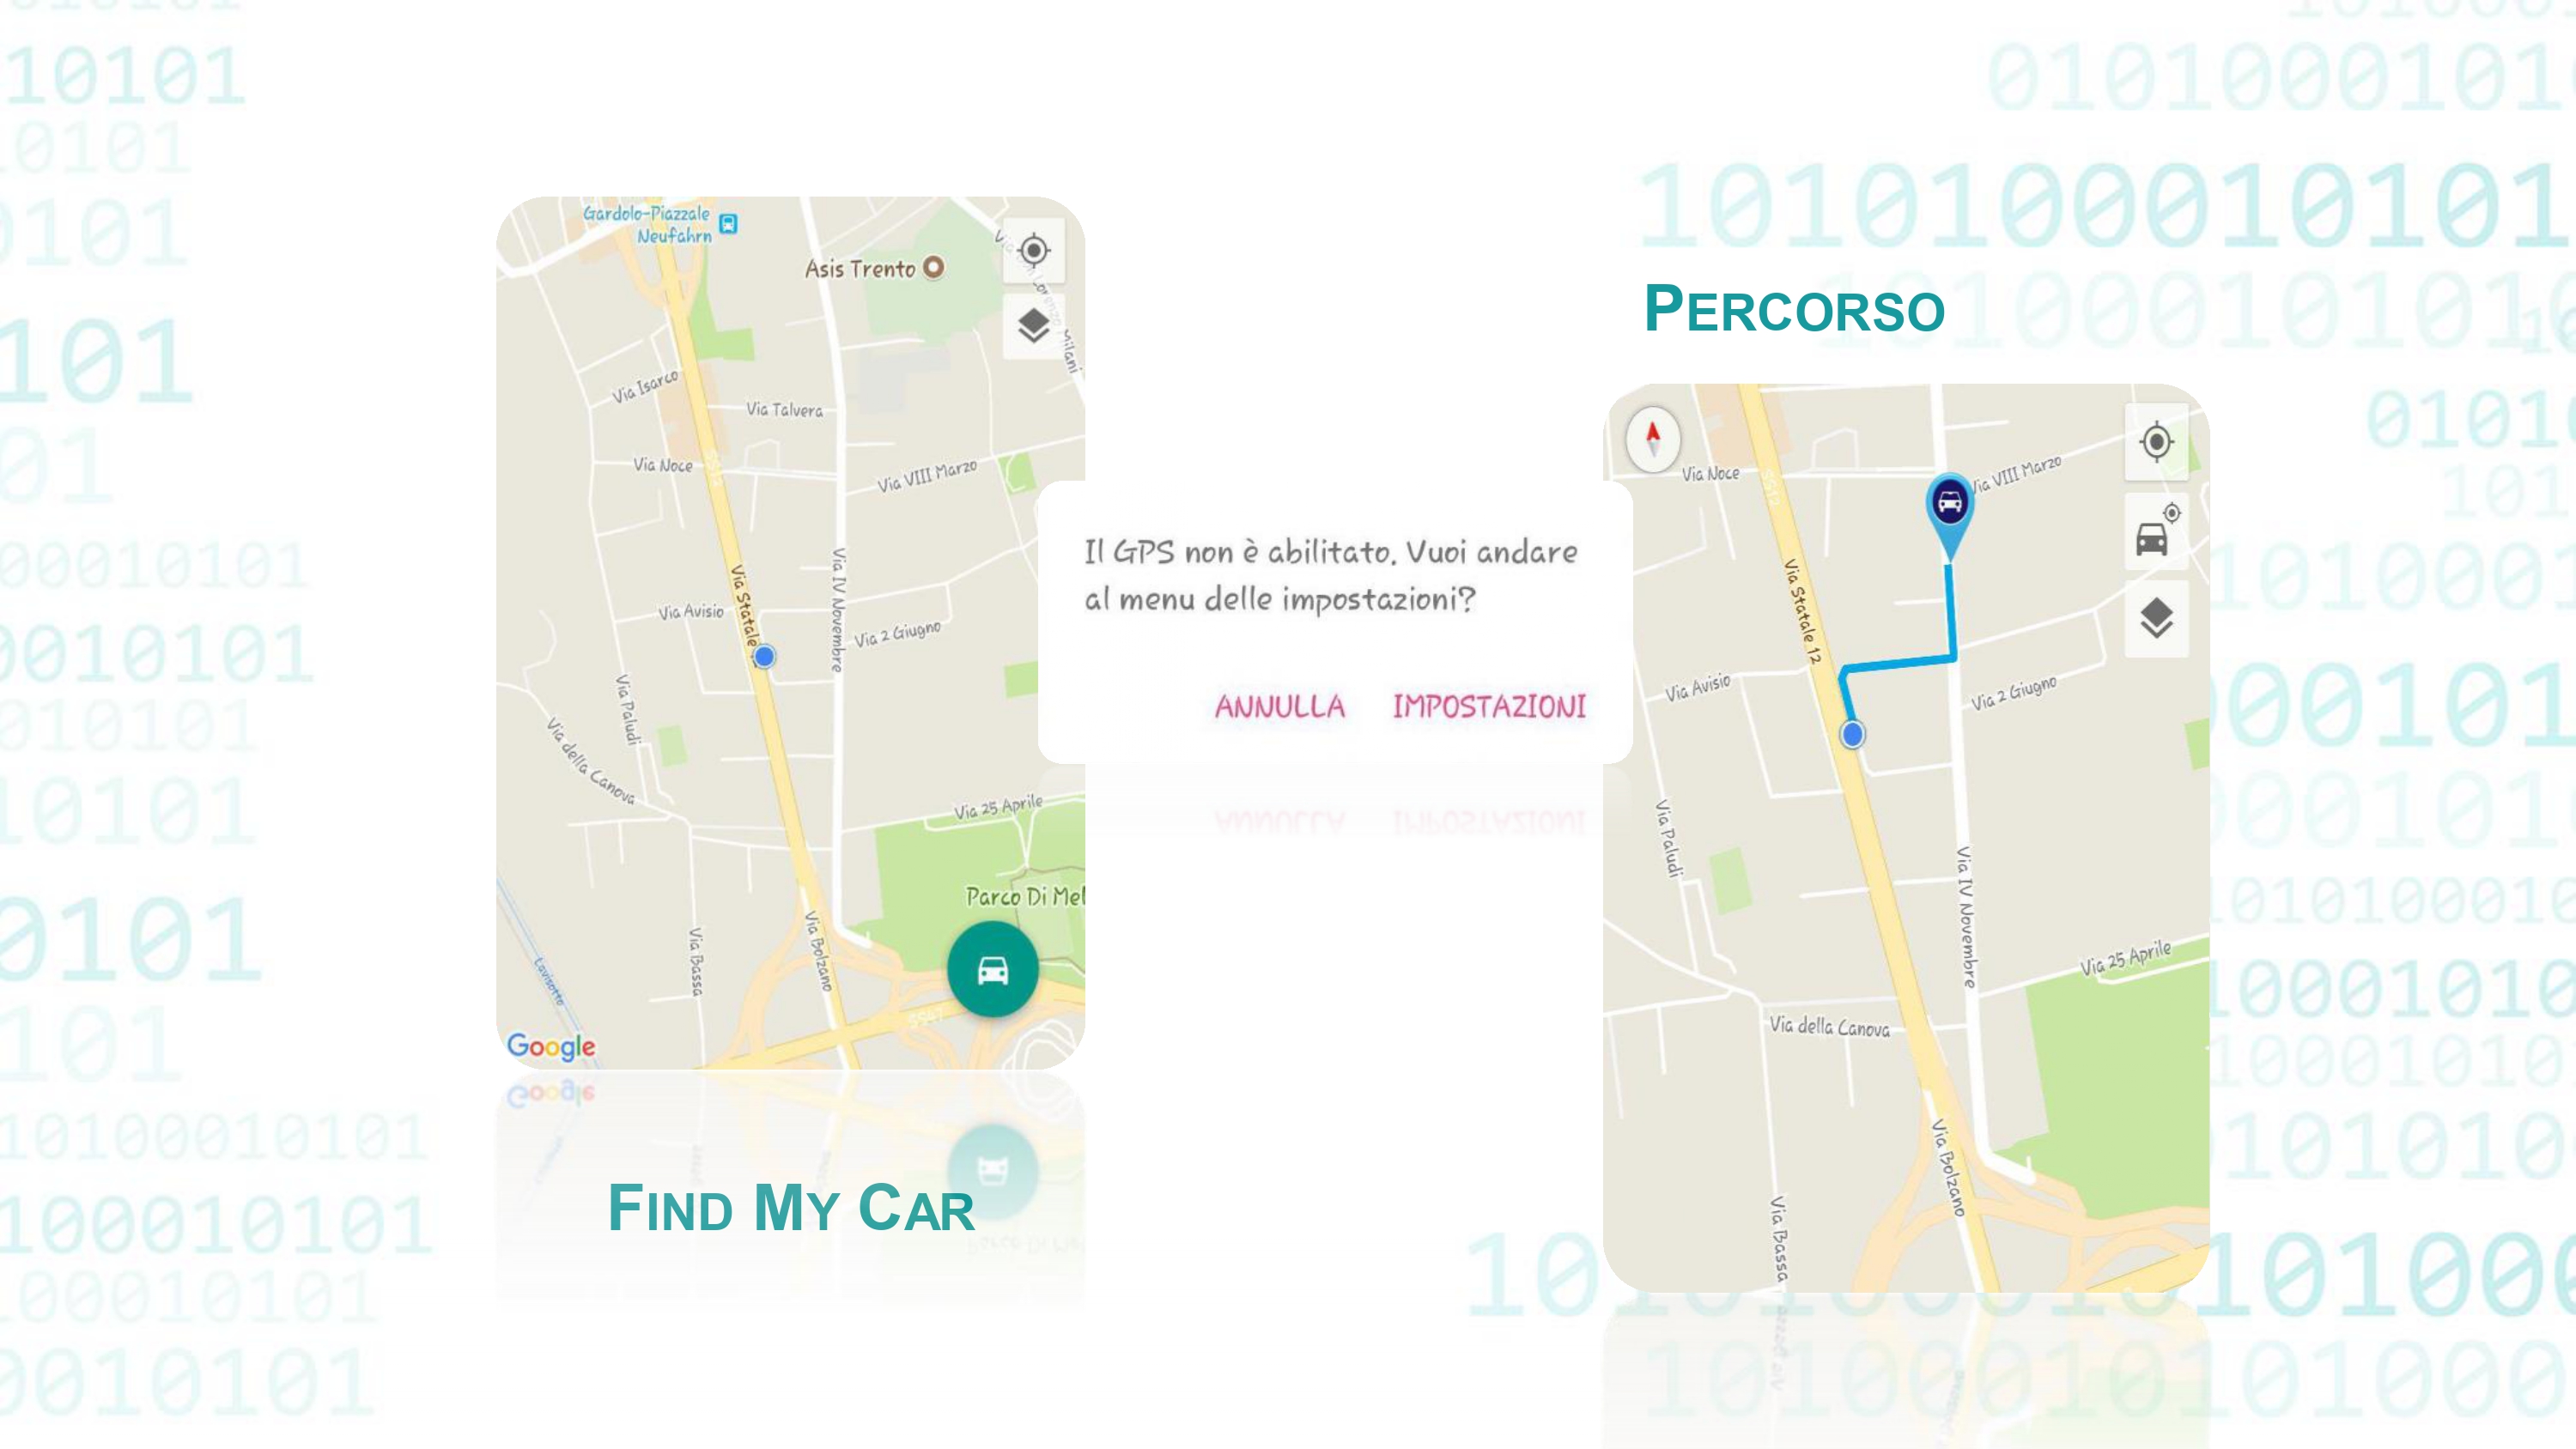 Gardolo-Piazzale
Neufahrn
Asis Trento
Via Isarco
Via Talvera
Via Noce
Via VIII Marzo
Via Statale
Via IV Novembre
Via Avisio
Via 2 Giugno
Via Paludi
Via della Canova
Via 25 Aprile
Parco Di Mel
Via Bolzano
Via Bassa
Lavisotto
SS47
Google
FIND MY CAR
Il GPS non è abilitato. Vuoi andare
al menu delle impostazioni?
ANNULLA IMPOSTAZIONI
PERCORSO
Via Noce
SS12
Via VIII Marzo
Via Statale 12
Via Avisio
Via 2 Giugno
Via Paludi
Via IV Novembre
Via 25 Aprile
Via della Canova
Via Bolzano
Via Bassa